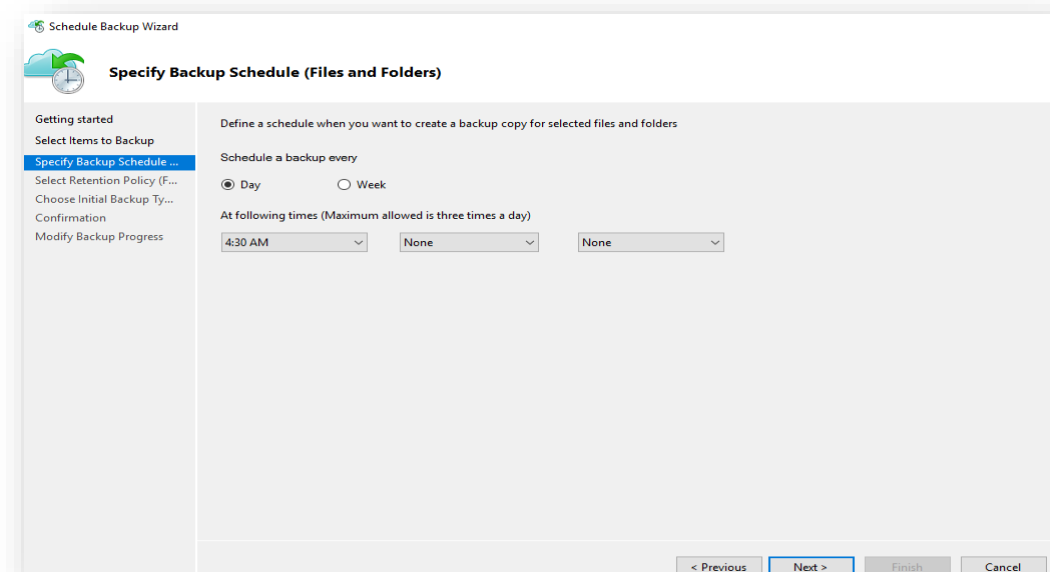 Schedule Backup Wizard
Specify Backup Schedule (Files and Folders)
Getting started
Select Items to Backup
Specify Backup Schedule ...
Select Retention Policy (F...
Choose Initial Backup Ty...
Confirmation
Modify Backup Progress
Define a schedule when you want to create a backup copy for selected files and folders
Schedule a backup every
Day Week
At following times (Maximum allowed is three times a day)
4:30 AM None None
< Previous Next > Finish Cancel